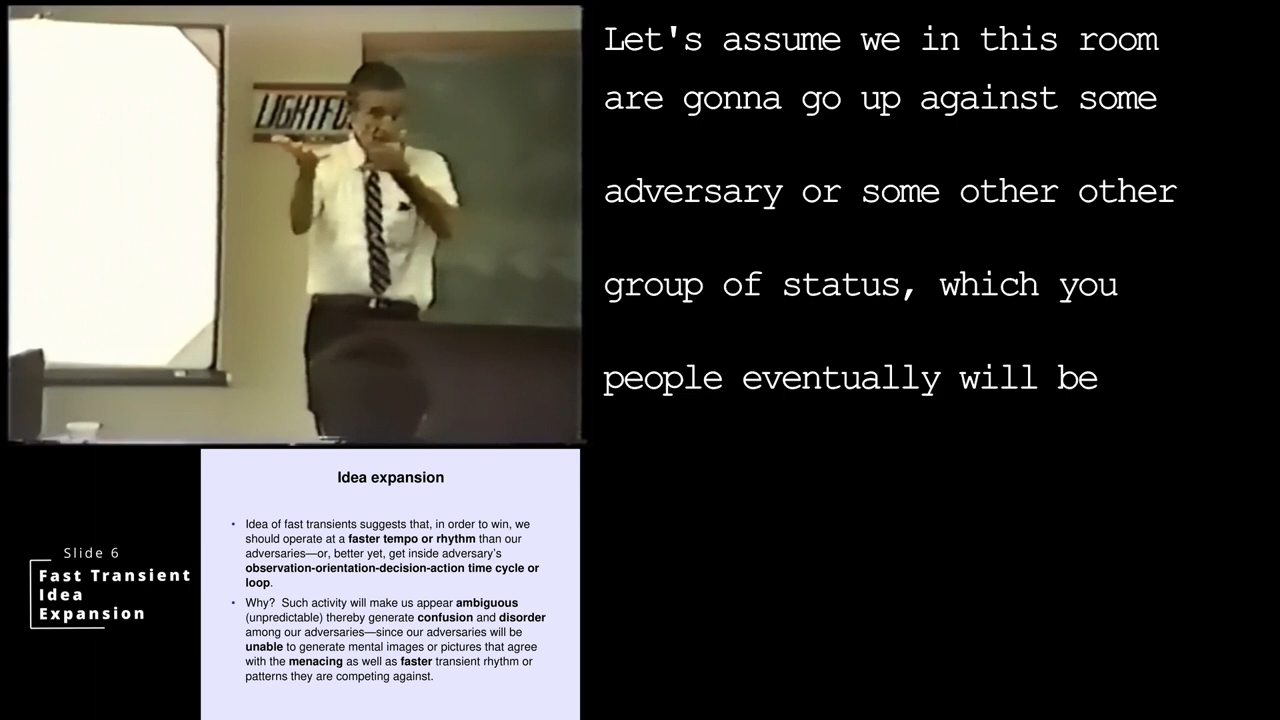 Let's assume we in this room
are gonna go up against some
adversary or some other other
group of status, which you
people eventually will be
Idea expansion
• Idea of fast transients suggests that, in order to win, we
should operate at a faster tempo or rhythm than our
adversaries—or, better yet, get inside adversary's
observation-orientation-decision-action time cycle or
loop.
• Why? Such activity will make us appear ambiguous
(unpredictable) thereby generate confusion and disorder
among our adversaries—since our adversaries will be
unable to generate mental images or pictures that agree
with the menacing as well as faster transient rhythm or
patterns they are competing against.
Slide 6
Fast Transient
Idea
Expansion